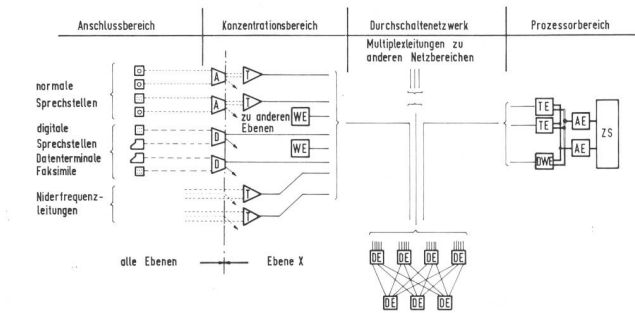 Anschlussbereich Konzentrationsbereich Durchschaltenetzwerk Prozessorbereich
Multiplexleitungen zu
anderen Netzbereichen
normale
Sprechstellen
A T
A T
zu anderen
Ebenen
WE
WE
digitale
Sprechstellen
Datenterminale
Faksimile
D
D
Niderfrequenz-
leitungen
T
T
TE
TE
DWE
AE
AE
ZS
alle Ebenen Ebene X
DE DE DE DE
DE DE DE